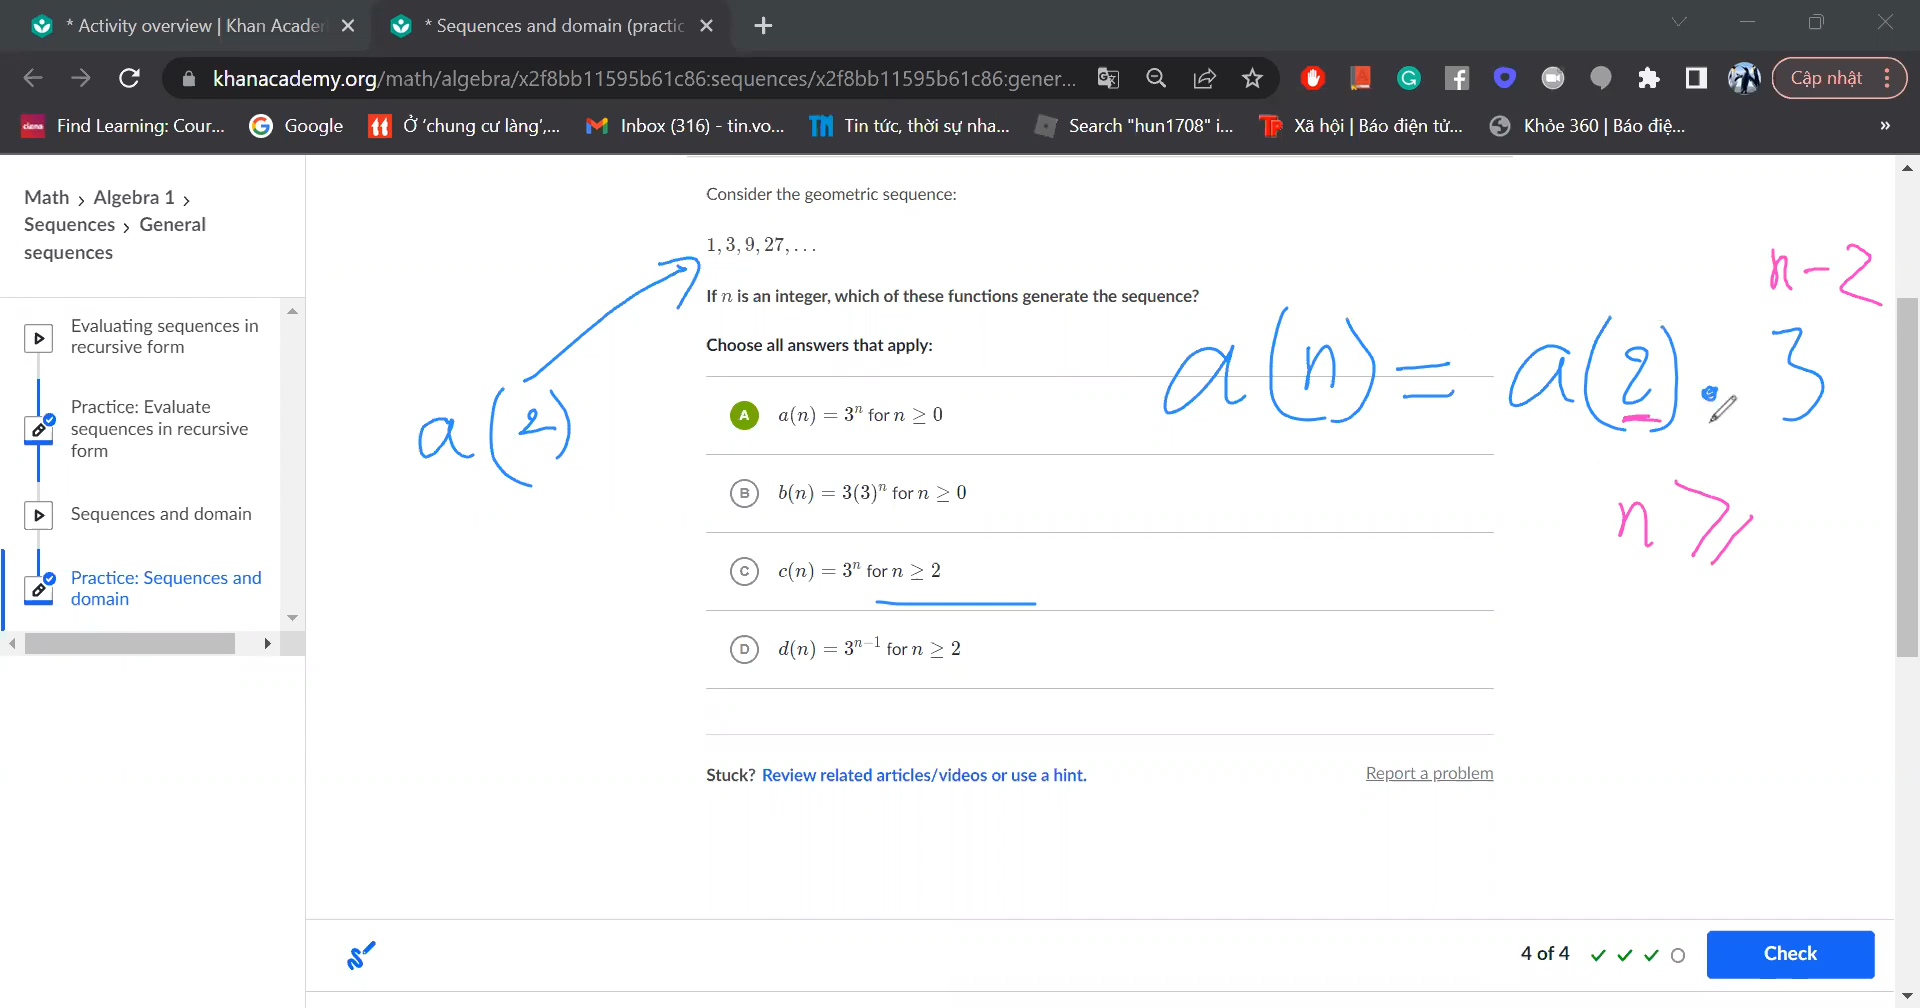 * Activity overview | Khan Acade
* Sequences and domain (practic
khanacademy.org/math/algebra/x2f8bb11595b61c86:sequences/x2f8bb11595b61c86:gener...
Cập nhật
ciena Find Learning: Cour...
Google
Ở 'chung cư làng',...
Inbox (316) - tin.vo...
Tin tức, thời sự nha...
Search "hun1708" i...
Xã hội | Báo điện tử...
Khỏe 360 | Báo điệ...
»
Math > Algebra 1 >
Sequences > General
sequences
Evaluating sequences in
recursive form
Practice: Evaluate
sequences in recursive
form
Sequences and domain
Practice: Sequences and
domain
Consider the geometric sequence:
1, 3, 9, 27, . . .
If n is an integer, which of these functions generate the sequence?
Choose all answers that apply:
A a(n) = 3ⁿ for n ≥ 0
B b(n) = 3(3)ⁿ for n ≥ 0
C c(n) = 3ⁿ for n ≥ 2
D d(n) = 3ⁿ⁻¹ for n ≥ 2
a(2)
n-2
a(n) = a(2) . 3
n ≥
Stuck? Review related articles/videos or use a hint.
Report a problem
4 of 4
Check